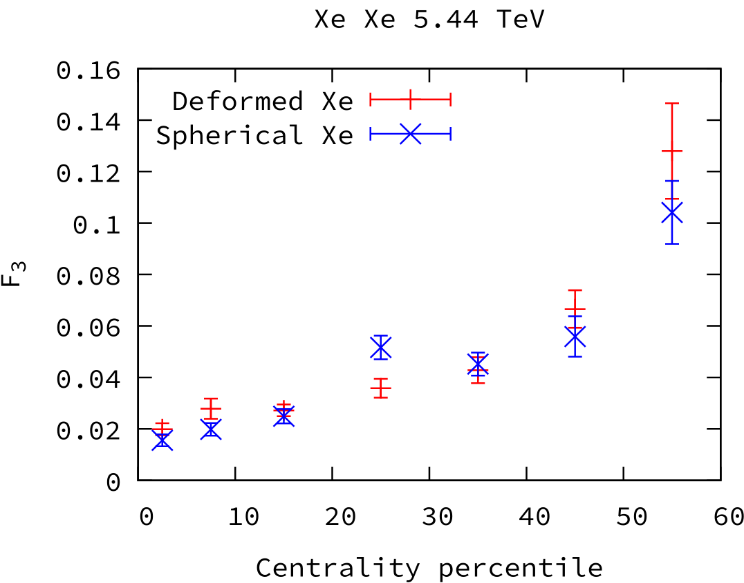 Xe Xe 5.44 TeV
0.16
0.14
0.12
0.1
0.08
0.06
0.04
0.02
0
F3
Deformed Xe
Spherical Xe
0 10 20 30 40 50 60
Centrality percentile